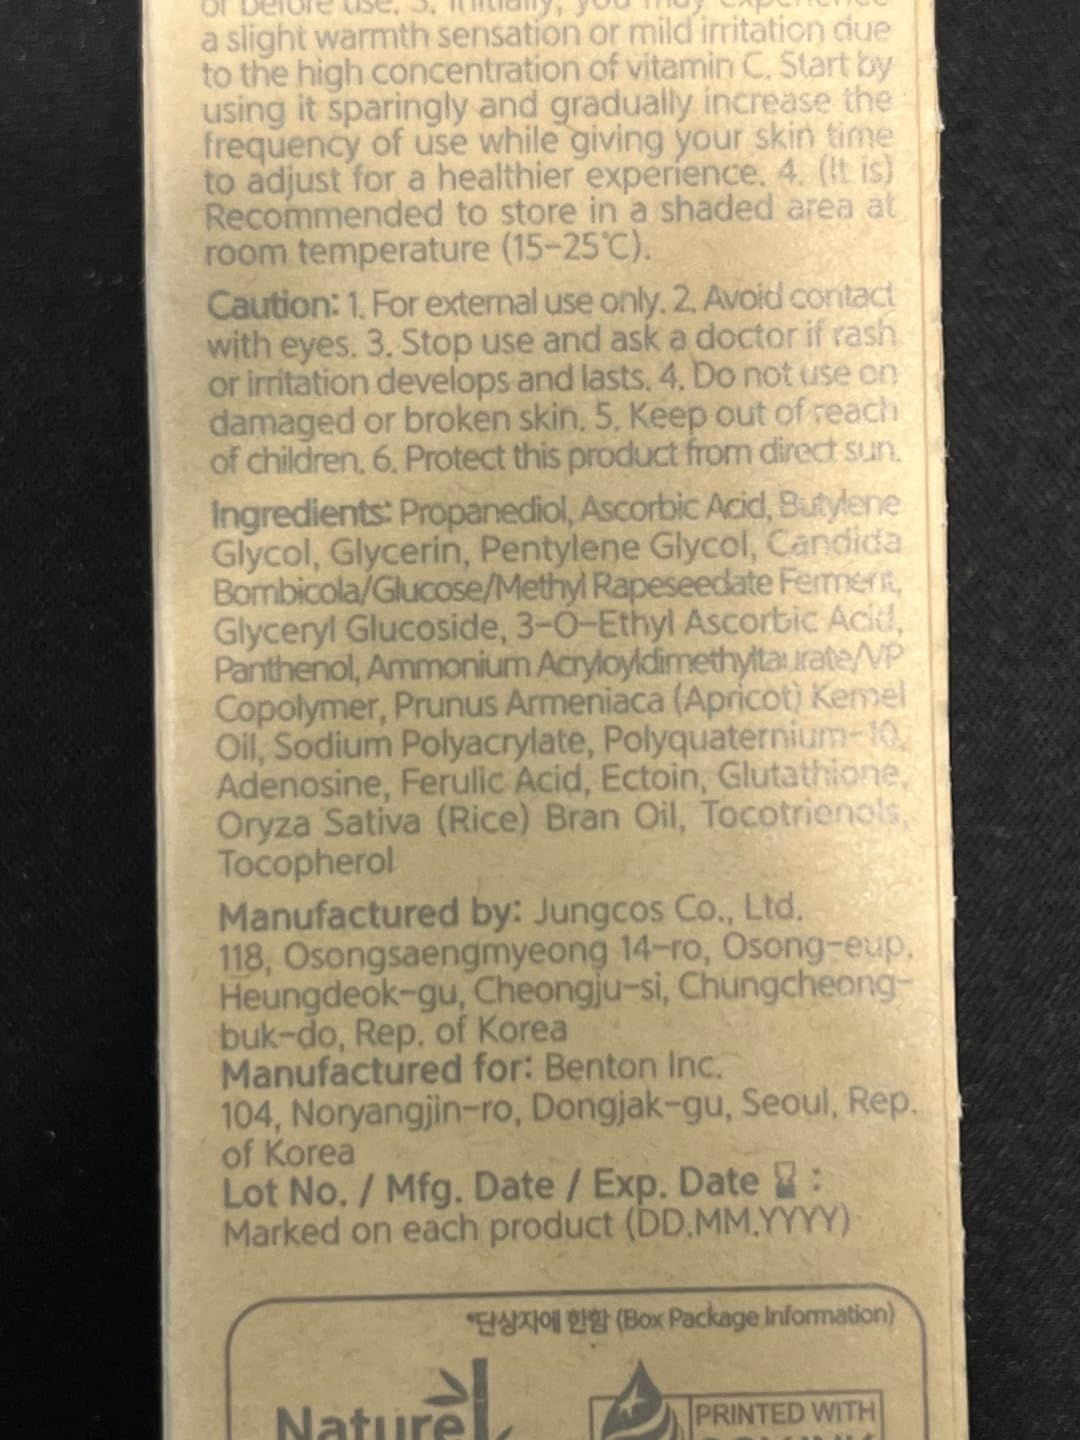 or before use. 3. Initially, you may experience
a slight warmth sensation or mild irritation due
to the high concentration of vitamin C. Start by
using it sparingly and gradually increase the
frequency of use while giving your skin time
to adjust for a healthier experience. 4. (It is)
Recommended to store in a shaded area at
room temperature (15-25℃).
Caution: 1. For external use only. 2. Avoid contact
with eyes. 3. Stop use and ask a doctor if rash
or irritation develops and lasts. 4. Do not use on
damaged or broken skin. 5. Keep out of reach
of children. 6. Protect this product from direct sun.
Ingredients: Propanediol, Ascorbic Acid, Butylene
Glycol, Glycerin, Pentylene Glycol, Candida
Bombicola/Glucose/Methyl Rapeseedate Ferment,
Glyceryl Glucoside, 3-O-Ethyl Ascorbic Acid,
Panthenol, Ammonium Acryloyldimethyltaurate/VP
Copolymer, Prunus Armeniaca (Apricot) Kernel
Oil, Sodium Polyacrylate, Polyquaternium-10,
Adenosine, Ferulic Acid, Ectoin, Glutathione,
Oryza Sativa (Rice) Bran Oil, Tocotrienols,
Tocopherol
Manufactured by: Jungcos Co., Ltd.
118, Osongsaengmyeong 14-ro, Osong-eup,
Heungdeok-gu, Cheongju-si, Chungcheong-
buk-do, Rep. of Korea
Manufactured for: Benton Inc.
104, Noryangjin-ro, Dongjak-gu, Seoul, Rep.
of Korea
Lot No. / Mfg. Date / Exp. Date :
Marked on each product (DD.MM.YYYY)
*단상자에 한함 (Box Package Information)
Nature
PRINTED WITH